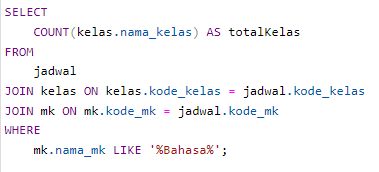 SELECT
COUNT(kelas.nama_kelas) AS totalKelas
FROM
jadwal
JOIN kelas ON kelas.kode_kelas = jadwal.kode_kelas
JOIN mk ON mk.kode_mk = jadwal.kode_mk
WHERE
mk.nama_mk LIKE '%Bahasa%';